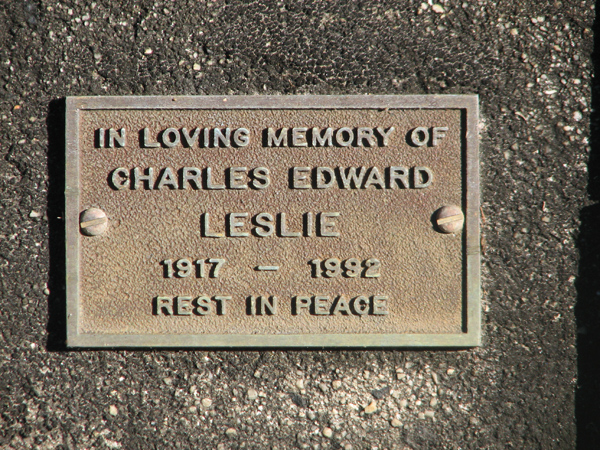 IN LOVING MEMORY OF
CHARLES EDWARD
LESLIE
1917 — 1992
REST IN PEACE